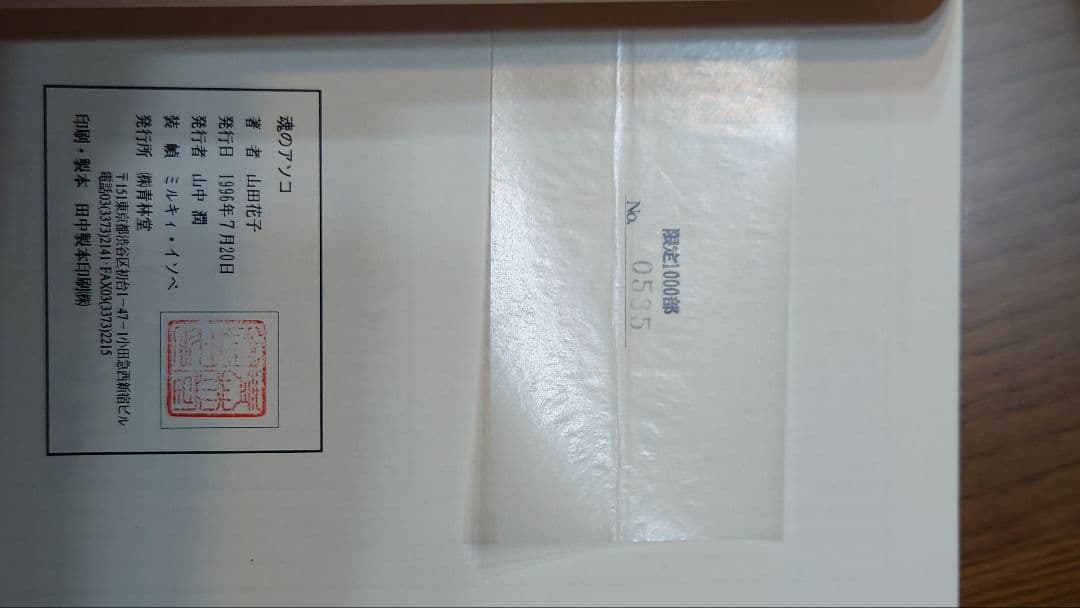 限定1000部
No. 0535
魂のアソコ
著 者 山田花子
発行日 1996年7月20日
発行者 山中 潤
装 幀 ミルキィ・イソベ
発行所 ㈱青林堂
〒151東京都渋谷区初台1-47-1小田急西新宿ビル
電話03(3373)2141・FAX03(3373)2215
印刷・製本 田中製本印刷㈱